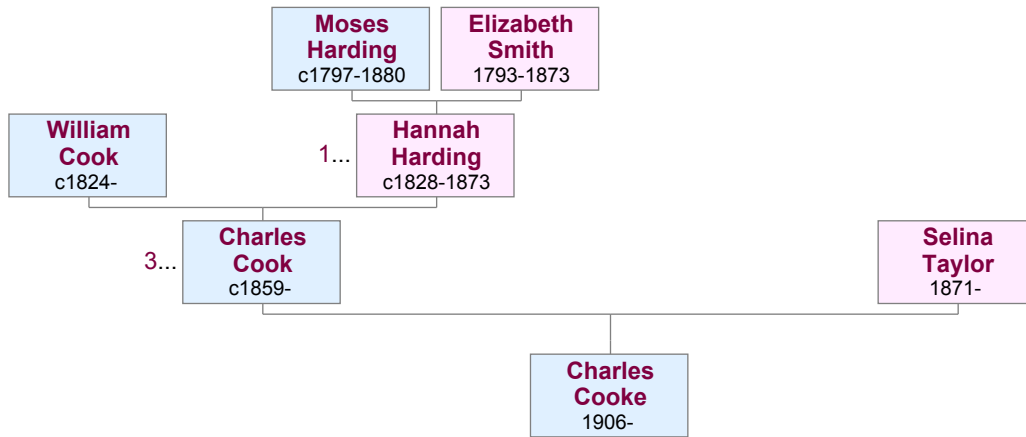 Moses
Harding
c1797-1880
Elizabeth
Smith
1793-1873
William
Cook
c1824-
1...
Hannah
Harding
c1828-1873
3...
Charles
Cook
c1859-
Selina
Taylor
1871-
Charles
Cooke
1906-